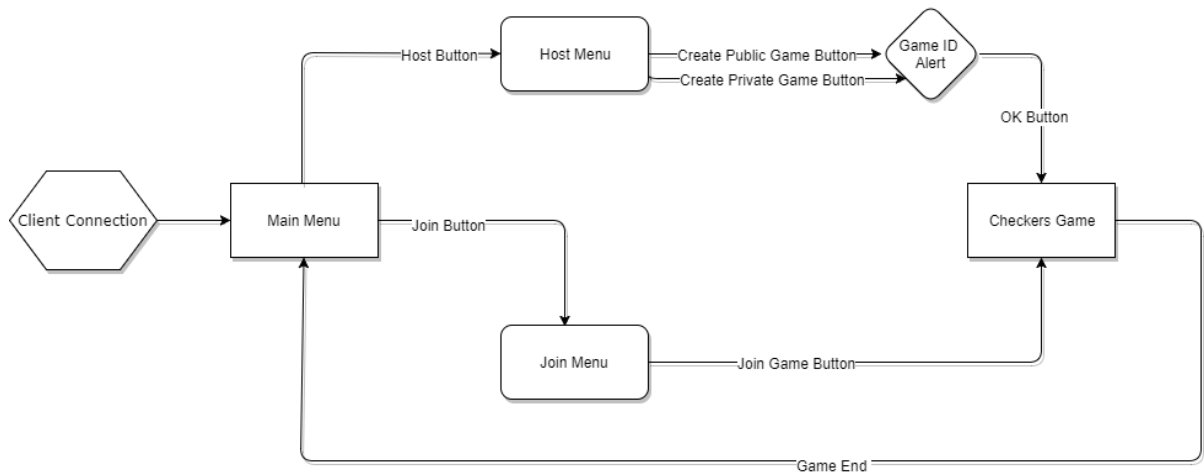 Host Button
Host Menu
Create Public Game Button
Create Private Game Button
Game ID
Alert
OK Button
Client Connection
Main Menu
Join Button
Checkers Game
Join Menu
Join Game Button
Game End